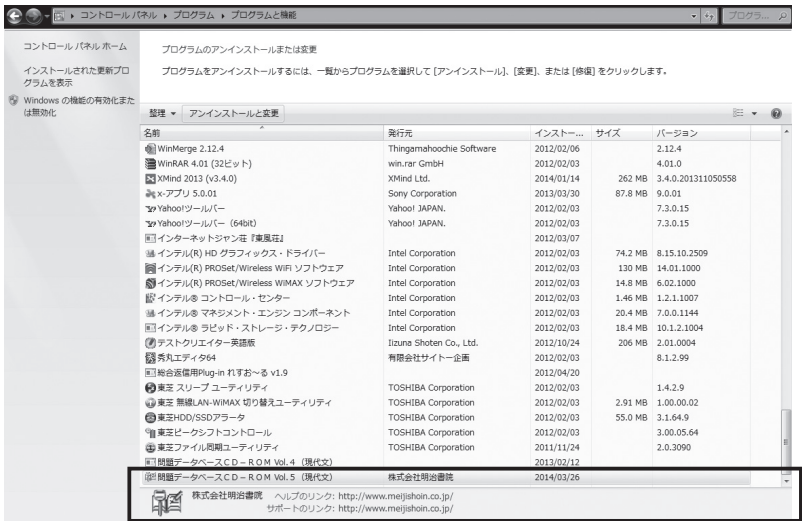 コントロール パネル ▸ プログラム ▸ プログラムと機能
プログラ...
コントロール パネル ホーム
インストールされた更新プロ
グラムを表示
Windows の機能の有効化また
は無効化
プログラムのアンインストールまたは変更
プログラムをアンインストールするには、一覧からプログラムを選択して [アンインストール]、[変更]、または [修復] をクリックします。
整理 ▼ アンインストールと変更
名前 発行元 インストー... サイズ バージョン
WinMerge 2.12.4 Thingamahoochie Software 2012/02/06 2.12.4
WinRAR 4.01 (32ビット) win.rar GmbH 2012/02/03 4.01.0
XMind 2013 (v3.4.0) XMind Ltd. 2014/01/14 262 MB 3.4.0.201311050558
x-アプリ 5.0.01 Sony Corporation 2013/03/30 87.8 MB 9.0.01
Yahoo!ツールバー Yahoo! JAPAN. 2012/02/03 7.3.0.15
Yahoo!ツールバー (64bit) Yahoo! JAPAN. 2012/02/03 7.3.0.15
インターネットジャン荘『東風荘』 2012/03/07
インテル(R) HD グラフィックス・ドライバー Intel Corporation 2012/02/03 74.2 MB 8.15.10.2509
インテル(R) PROSet/Wireless WiFi ソフトウェア Intel Corporation 2012/02/03 130 MB 14.01.1000
インテル(R) PROSet/Wireless WiMAX ソフトウェア Intel Corporation 2012/02/03 14.8 MB 6.02.1000
インテル® コントロール・センター Intel Corporation 2012/02/03 1.46 MB 1.2.1.1007
インテル® マネジメント・エンジン コンポーネント Intel Corporation 2012/02/03 20.4 MB 7.0.0.1144
インテル® ラピッド・ストレージ・テクノロジー Intel Corporation 2012/02/03 18.4 MB 10.1.2.1004
テストクリエイター英語版 Iizuna Shoten Co., Ltd. 2012/10/24 206 MB 2.01.0004
秀丸エディタ64 有限会社サイトー企画 2012/02/03 8.1.2.99
総合返信用Plug-in れすお～る v1.9 2012/04/20
東芝 スリープ ユーティリティ TOSHIBA Corporation 2012/02/03 1.4.2.9
東芝 無線LAN-WiMAX 切り替えユーティリティ TOSHIBA Corporation 2012/02/03 2.91 MB 1.00.00.02
東芝HDD/SSDアラータ TOSHIBA Corporation 2012/02/03 55.0 MB 3.1.64.9
東芝ピークシフトコントロール TOSHIBA Corporation 2012/02/03 3.00.05.64
東芝ファイル同期ユーティリティ TOSHIBA Corporation 2011/11/24 2.0.3090
問題データベースCD－ROM Vol.4 (現代文) 2013/02/12
問題データベースCD－ROM Vol.5 (現代文) 株式会社明治書院 2014/03/26
株式会社明治書院 ヘルプのリンク: http://www.meijishoin.co.jp/
サポートのリンク: http://www.meijishoin.co.jp/